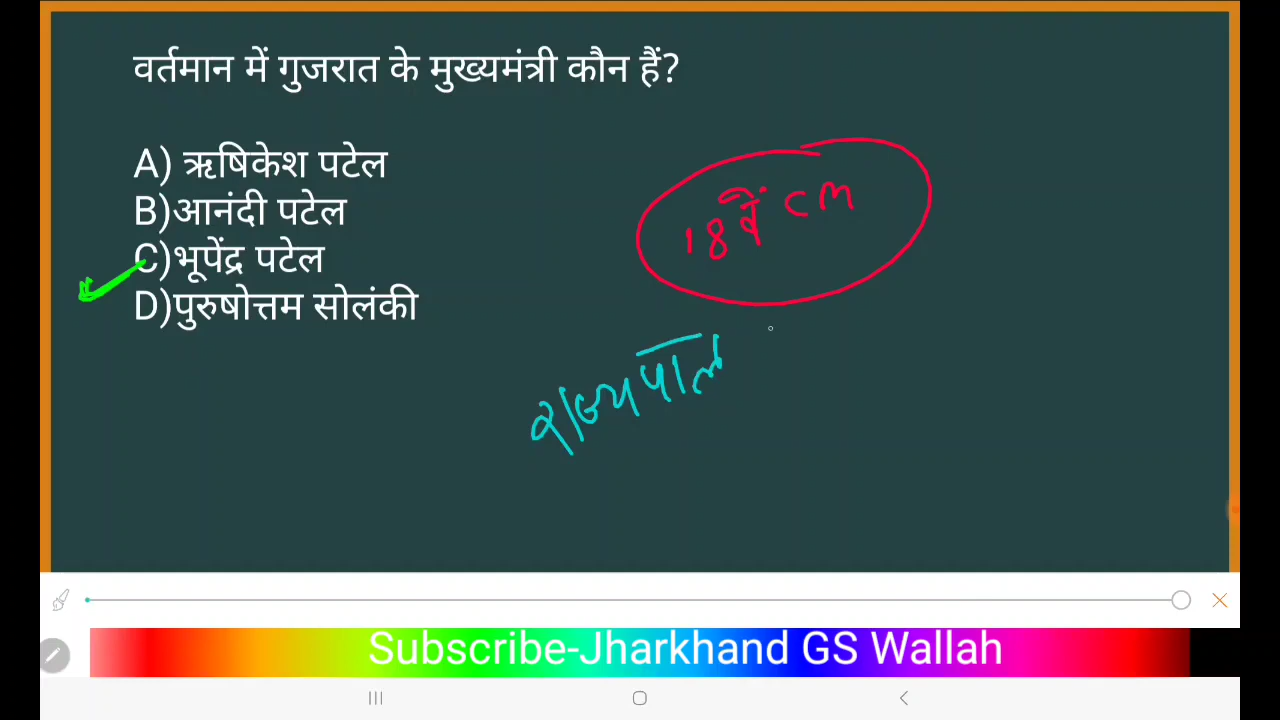 वर्तमान में गुजरात के मुख्यमंत्री कौन हैं?
A) ऋषिकेश पटेल
B)आनंदी पटेल
C)भूपेंद्र पटेल
D)पुरुषोत्तम सोलंकी
18वें CM
राज्यपाल
Subscribe-Jharkhand GS Wallah